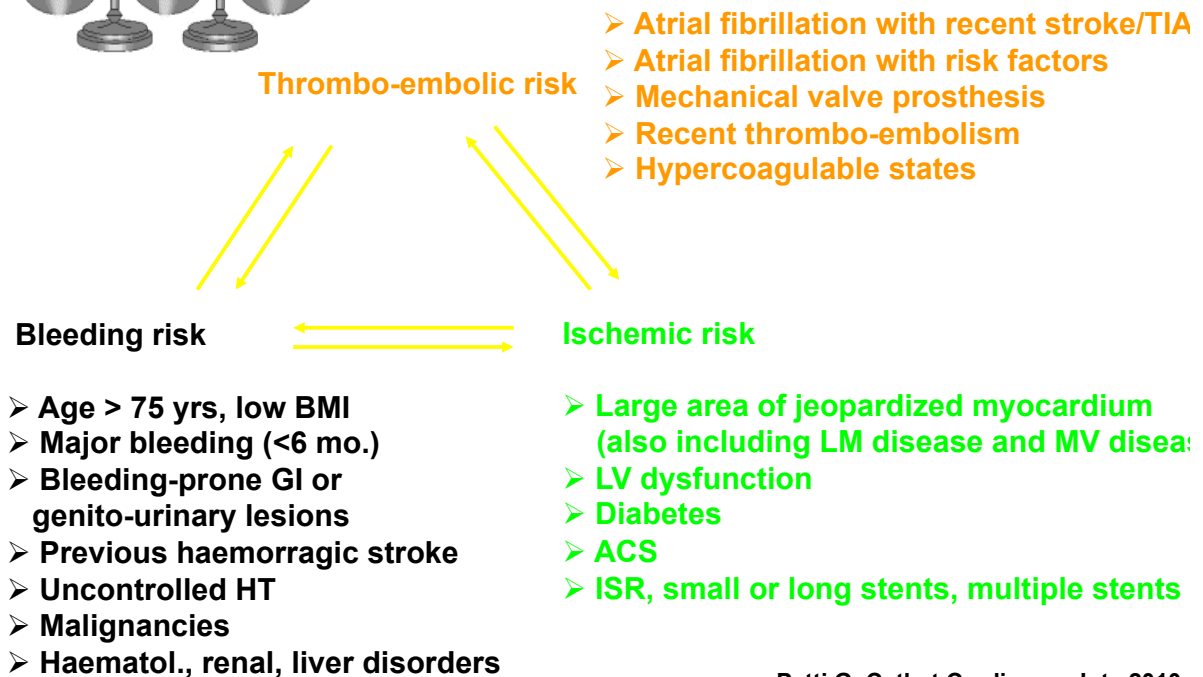 ➢ Atrial fibrillation with recent stroke/TIA
➢ Atrial fibrillation with risk factors
Thrombo-embolic risk
➢ Mechanical valve prosthesis
➢ Recent thrombo-embolism
➢ Hypercoagulable states
Bleeding risk
➢ Age > 75 yrs, low BMI
➢ Major bleeding (<6 mo.)
➢ Bleeding-prone GI or
genito-urinary lesions
➢ Previous haemorragic stroke
➢ Uncontrolled HT
➢ Malignancies
➢ Haematol., renal, liver disorders
Ischemic risk
➢ Large area of jeopardized myocardium
(also including LM disease and MV diseas
➢ LV dysfunction
➢ Diabetes
➢ ACS
➢ ISR, small or long stents, multiple stents